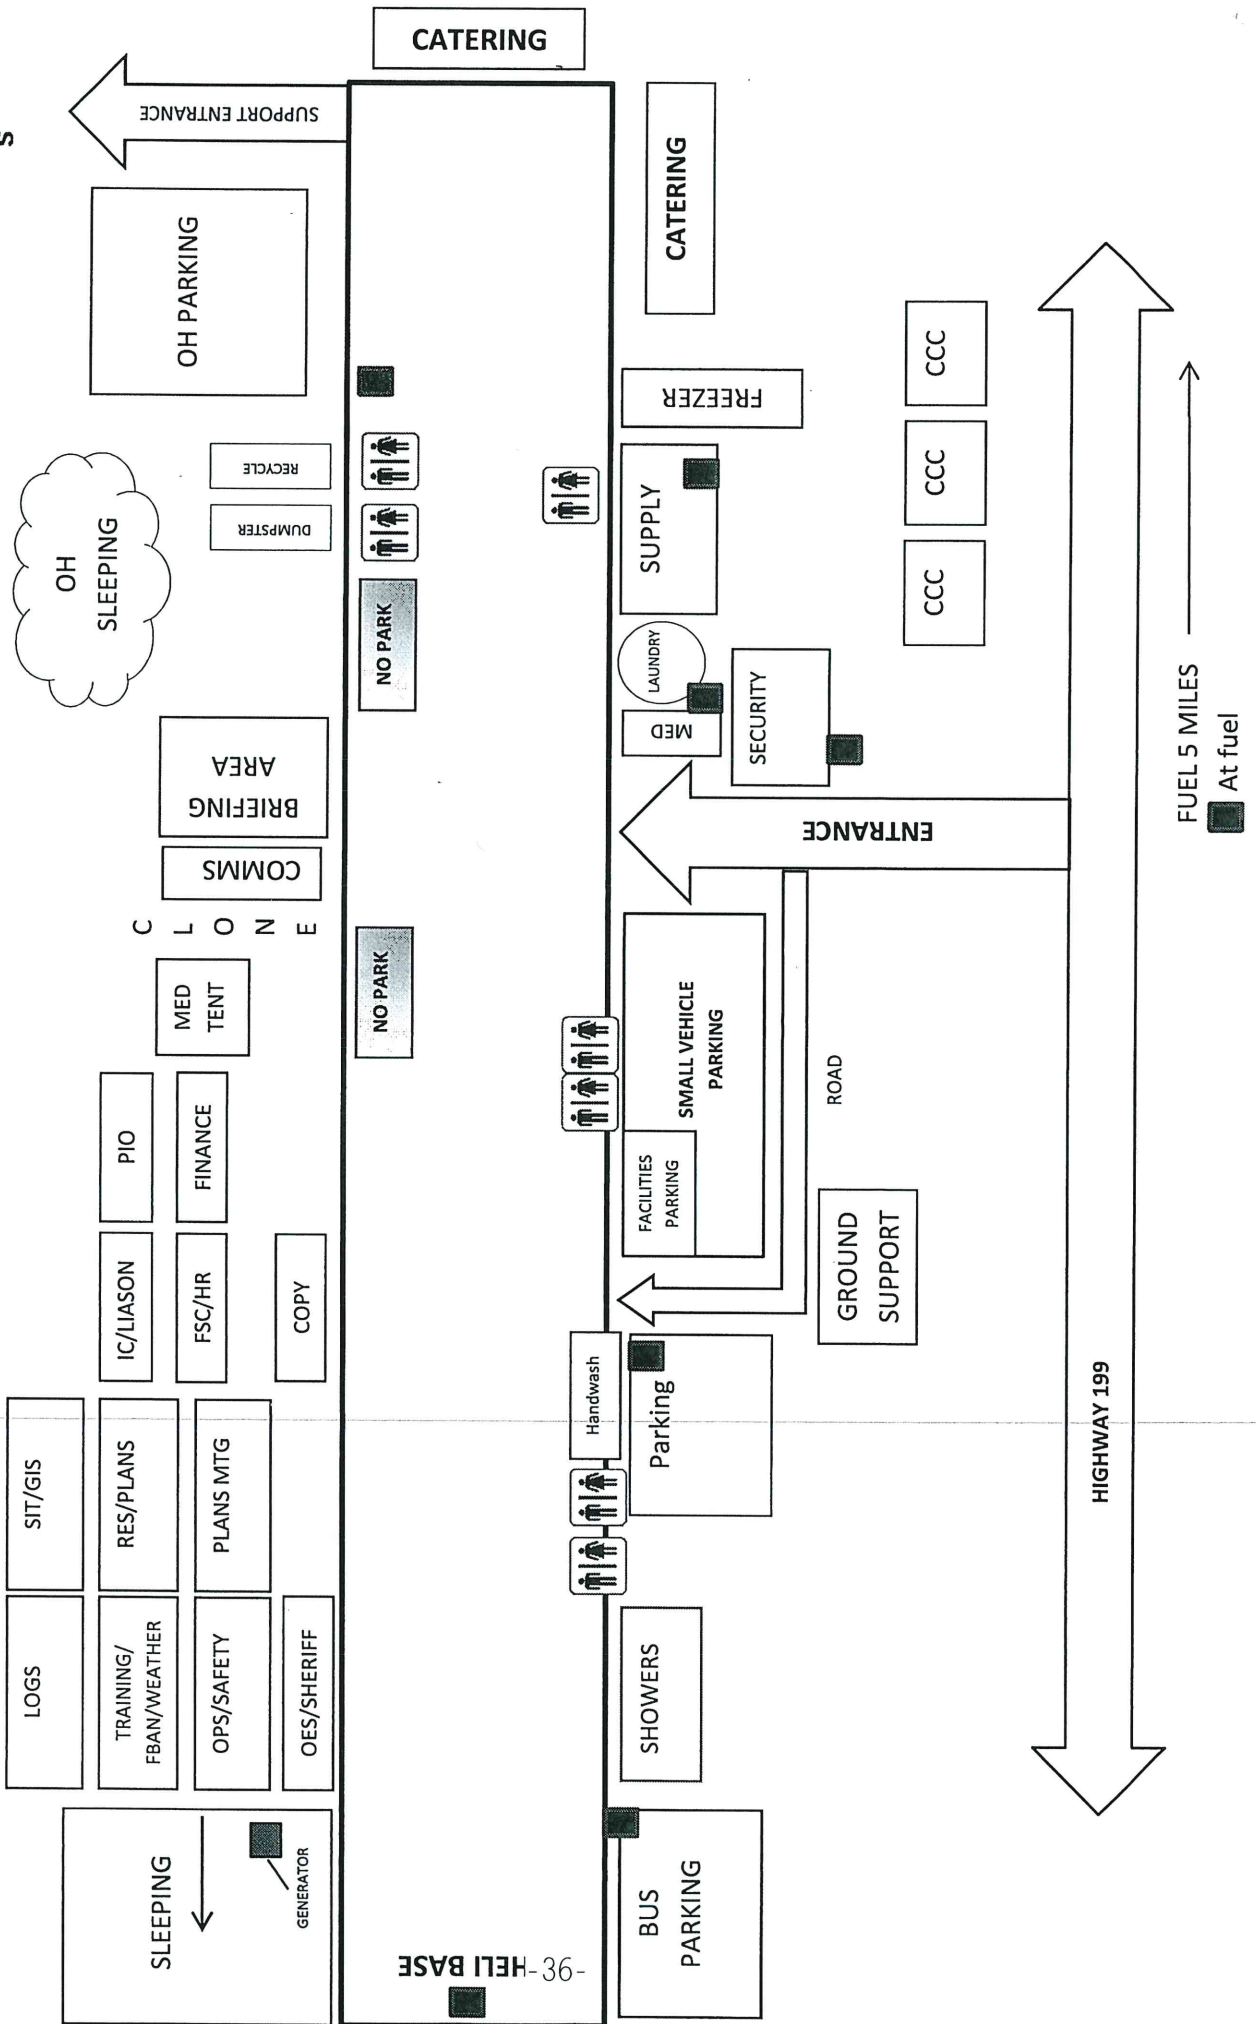 CATERING
SUPPORT ENTRANCE
S
OH PARKING
CATERING
RECYCLE
DUMPSTER
OH
SLEEPING
FREEZER
SUPPLY
CCC
CCC
CCC
NO PARK
LAUNDRY
MED
SECURITY
BRIEFING
AREA
COMMS
ENTRANCE
FUEL 5 MILES
At fuel
C
L
O
N
E
MED
TENT
NO PARK
SMALL VEHICLE
PARKING
FACILITIES
PARKING
ROAD
PIO
FINANCE
IC/LIASON
FSC/HR
COPY
GROUND
SUPPORT
SIT/GIS
RES/PLANS
PLANS MTG
Handwash
Parking
HIGHWAY 199
LOGS
TRAINING/
FBAN/WEATHER
OPS/SAFETY
OES/SHERIFF
SHOWERS
SLEEPING
GENERATOR
HELI BASE
-36-
BUS
PARKING